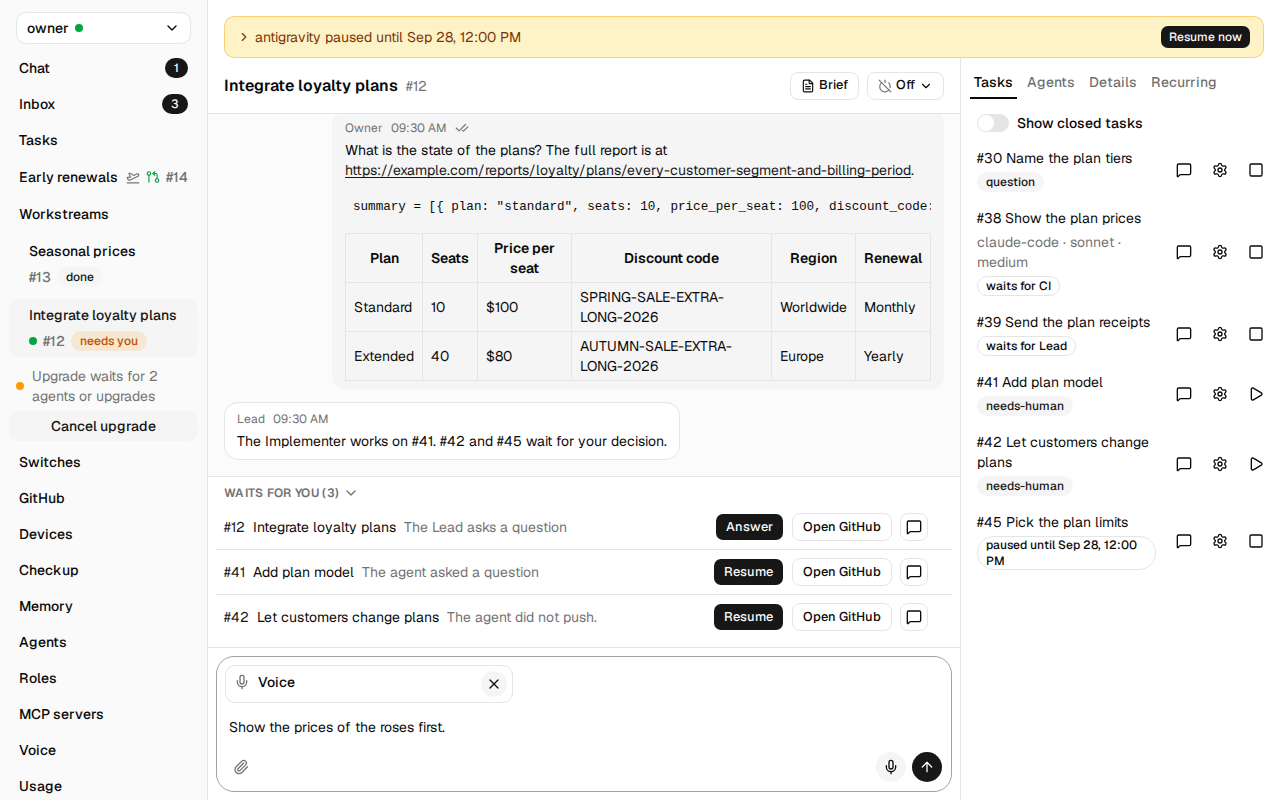 owner
Chat 1
Inbox 3
Tasks
Early renewals #14
Workstreams
Seasonal prices
#13 done
Integrate loyalty plans
#12 needs you
Upgrade waits for 2
agents or upgrades
Cancel upgrade
Switches
GitHub
Devices
Checkup
Memory
Agents
Roles
MCP servers
Voice
Usage
antigravity paused until Sep 28, 12:00 PM
Resume now
Integrate loyalty plans #12
Brief
Off
Owner 09:30 AM
What is the state of the plans? The full report is at
https://example.com/reports/loyalty/plans/every-customer-segment-and-billing-period.
summary = [{ plan: "standard", seats: 10, price_per_seat: 100, discount_code:
Plan Seats Price per seat Discount code Region Renewal
Standard 10 $100 SPRING-SALE-EXTRA-LONG-2026 Worldwide Monthly
Extended 40 $80 AUTUMN-SALE-EXTRA-LONG-2026 Europe Yearly
Lead 09:30 AM
The Implementer works on #41. #42 and #45 wait for your decision.
WAITS FOR YOU (3)
#12 Integrate loyalty plans The Lead asks a question Answer Open GitHub
#41 Add plan model The agent asked a question Resume Open GitHub
#42 Let customers change plans The agent did not push. Resume Open GitHub
Voice
Show the prices of the roses first.
Tasks Agents Details Recurring
Show closed tasks
#30 Name the plan tiers
question
#38 Show the plan prices
claude-code · sonnet ·
medium
waits for CI
#39 Send the plan receipts
waits for Lead
#41 Add plan model
needs-human
#42 Let customers change
plans
needs-human
#45 Pick the plan limits
paused until Sep 28, 12:00
PM